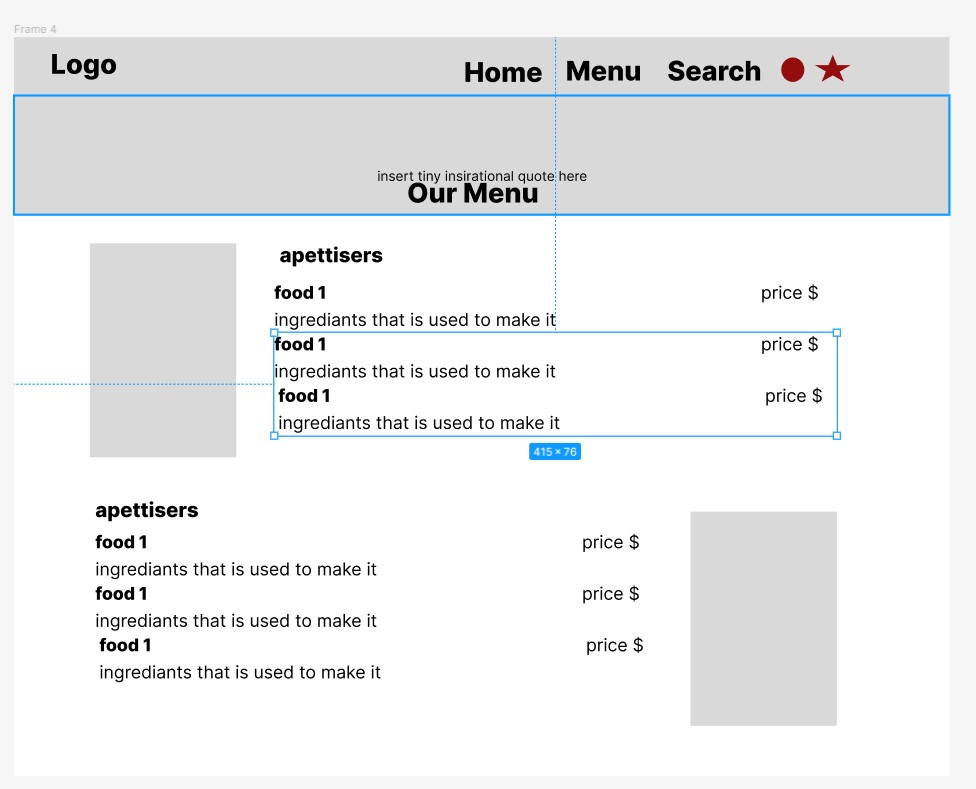 Frame 4
Logo Home Menu Search
insert tiny insirational quote here
Our Menu
apettisers
food 1 price $
ingrediants that is used to make it
food 1 price $
ingrediants that is used to make it
food 1 price $
ingrediants that is used to make it
415 × 76
apettisers
food 1 price $
ingrediants that is used to make it
food 1 price $
ingrediants that is used to make it
food 1 price $
ingrediants that is used to make it